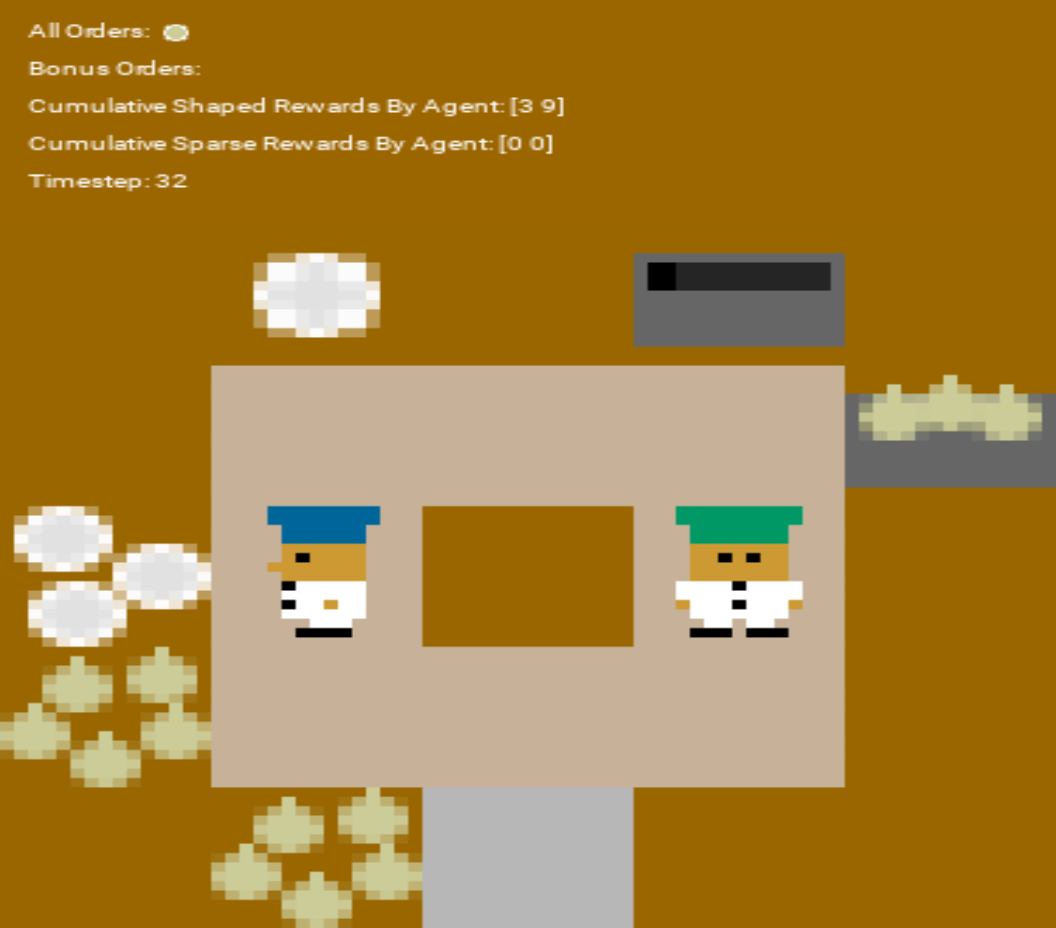 All Orders:
Bonus Orders:
Cumulative Shaped Rewards By Agent: [3 9]
Cumulative Sparse Rewards By Agent: [0 0]
Timestep: 32